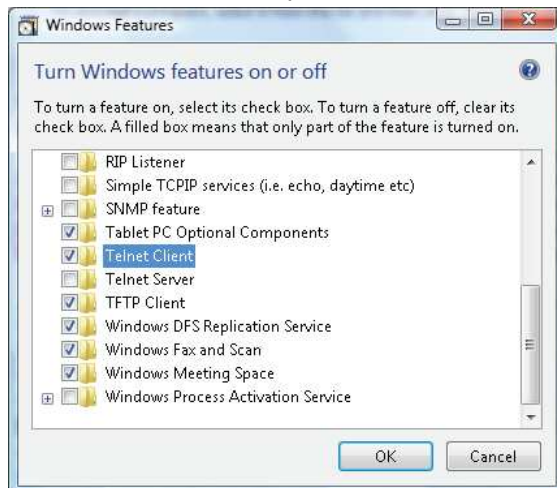 Windows Features
Turn Windows features on or off
To turn a feature on, select its check box. To turn a feature off, clear its
check box. A filled box means that only part of the feature is turned on.
RIP Listener
Simple TCPIP services (i.e. echo, daytime etc)
SNMP feature
Tablet PC Optional Components
Telnet Client
Telnet Server
TFTP Client
Windows DFS Replication Service
Windows Fax and Scan
Windows Meeting Space
Windows Process Activation Service
OK Cancel